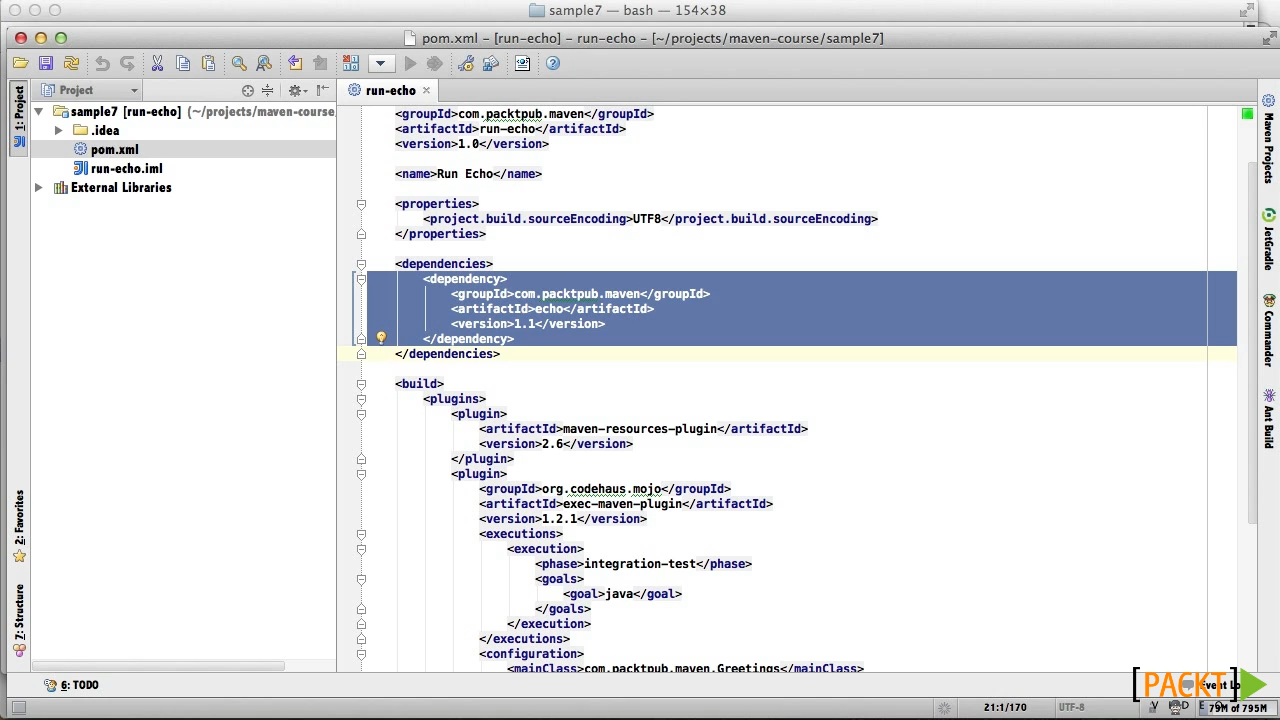 sample7 — bash — 154×38
pom.xml – [run-echo] – run-echo – [~/projects/maven-course/sample7]
1: Project
Project
run-echo
sample7 [run-echo] (~/projects/maven-course
.idea
pom.xml
run-echo.iml
External Libraries
<groupId>com.packtpub.maven</groupId>
<artifactId>run-echo</artifactId>
<version>1.0</version>
<name>Run Echo</name>
<properties>
<project.build.sourceEncoding>UTF8</project.build.sourceEncoding>
</properties>
<dependencies>
<dependency>
<groupId>com.packtpub.maven</groupId>
<artifactId>echo</artifactId>
<version>1.1</version>
</dependency>
</dependencies>
<build>
<plugins>
<plugin>
<artifactId>maven-resources-plugin</artifactId>
<version>2.6</version>
</plugin>
<plugin>
<groupId>org.codehaus.mojo</groupId>
<artifactId>exec-maven-plugin</artifactId>
<version>1.2.1</version>
<executions>
<execution>
<phase>integration-test</phase>
<goals>
<goal>java</goal>
</goals>
</execution>
</executions>
<configuration>
<mainClass>com.packtpub.maven.Greetings</mainClass>
Maven Projects
JetGradle
Commander
Ant Build
2: Favorites
7: Structure
6: TODO
Event Lo
[PACKT]
21:1/170
UTF-8
79M of 795M